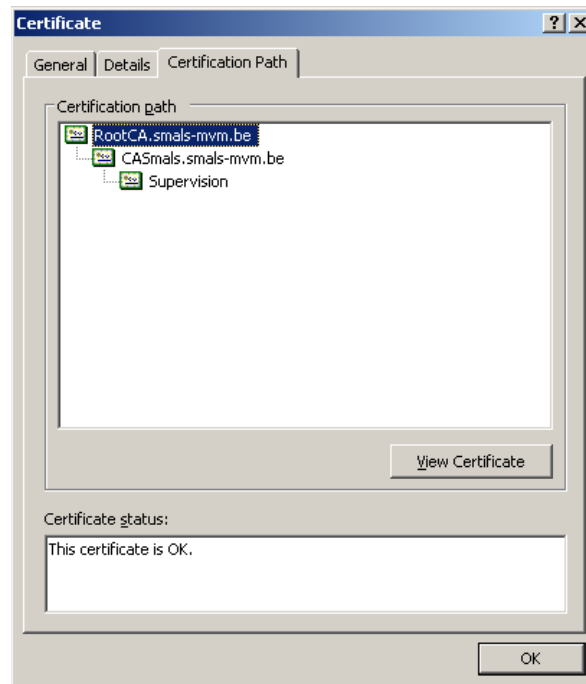 Certificate
General Details Certification Path
Certification path
RootCA.smals-mvm.be
CASmals.smals-mvm.be
Supervision
View Certificate
Certificate status:
This certificate is OK.
OK